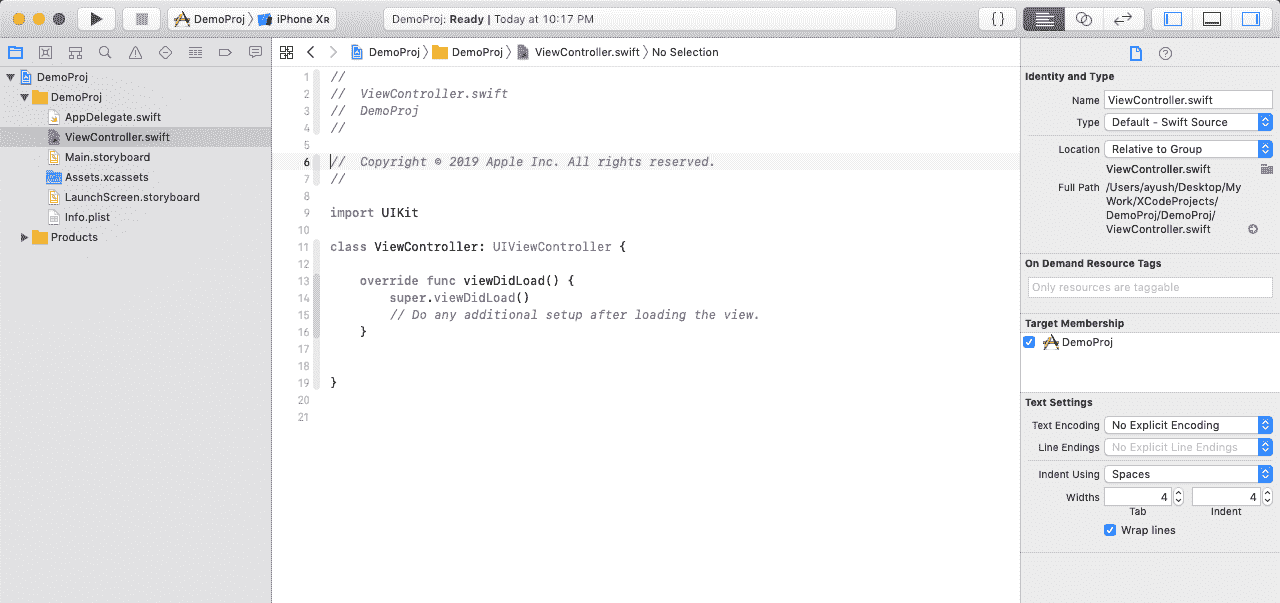 DemoProj iPhone XR
DemoProj: Ready | Today at 10:17 PM
DemoProj
DemoProj
AppDelegate.swift
ViewController.swift
Main.storyboard
Assets.xcassets
LaunchScreen.storyboard
Info.plist
Products
DemoProj DemoProj ViewController.swift No Selection
1 //
2 //  ViewController.swift
3 //  DemoProj
4 //
5
6 //  Copyright © 2019 Apple Inc. All rights reserved.
7 //
8
9 import UIKit
10
11 class ViewController: UIViewController {
12
13     override func viewDidLoad() {
14         super.viewDidLoad()
15         // Do any additional setup after loading the view.
16     }
17
18
19 }
20
21
Identity and Type
Name ViewController.swift
Type Default - Swift Source
Location Relative to Group
ViewController.swift
Full Path /Users/ayush/Desktop/My
Work/XCodeProjects/
DemoProj/DemoProj/
ViewController.swift
On Demand Resource Tags
Only resources are taggable
Target Membership
DemoProj
Text Settings
Text Encoding No Explicit Encoding
Line Endings No Explicit Line Endings
Indent Using Spaces
Widths 4 4
Tab Indent
Wrap lines